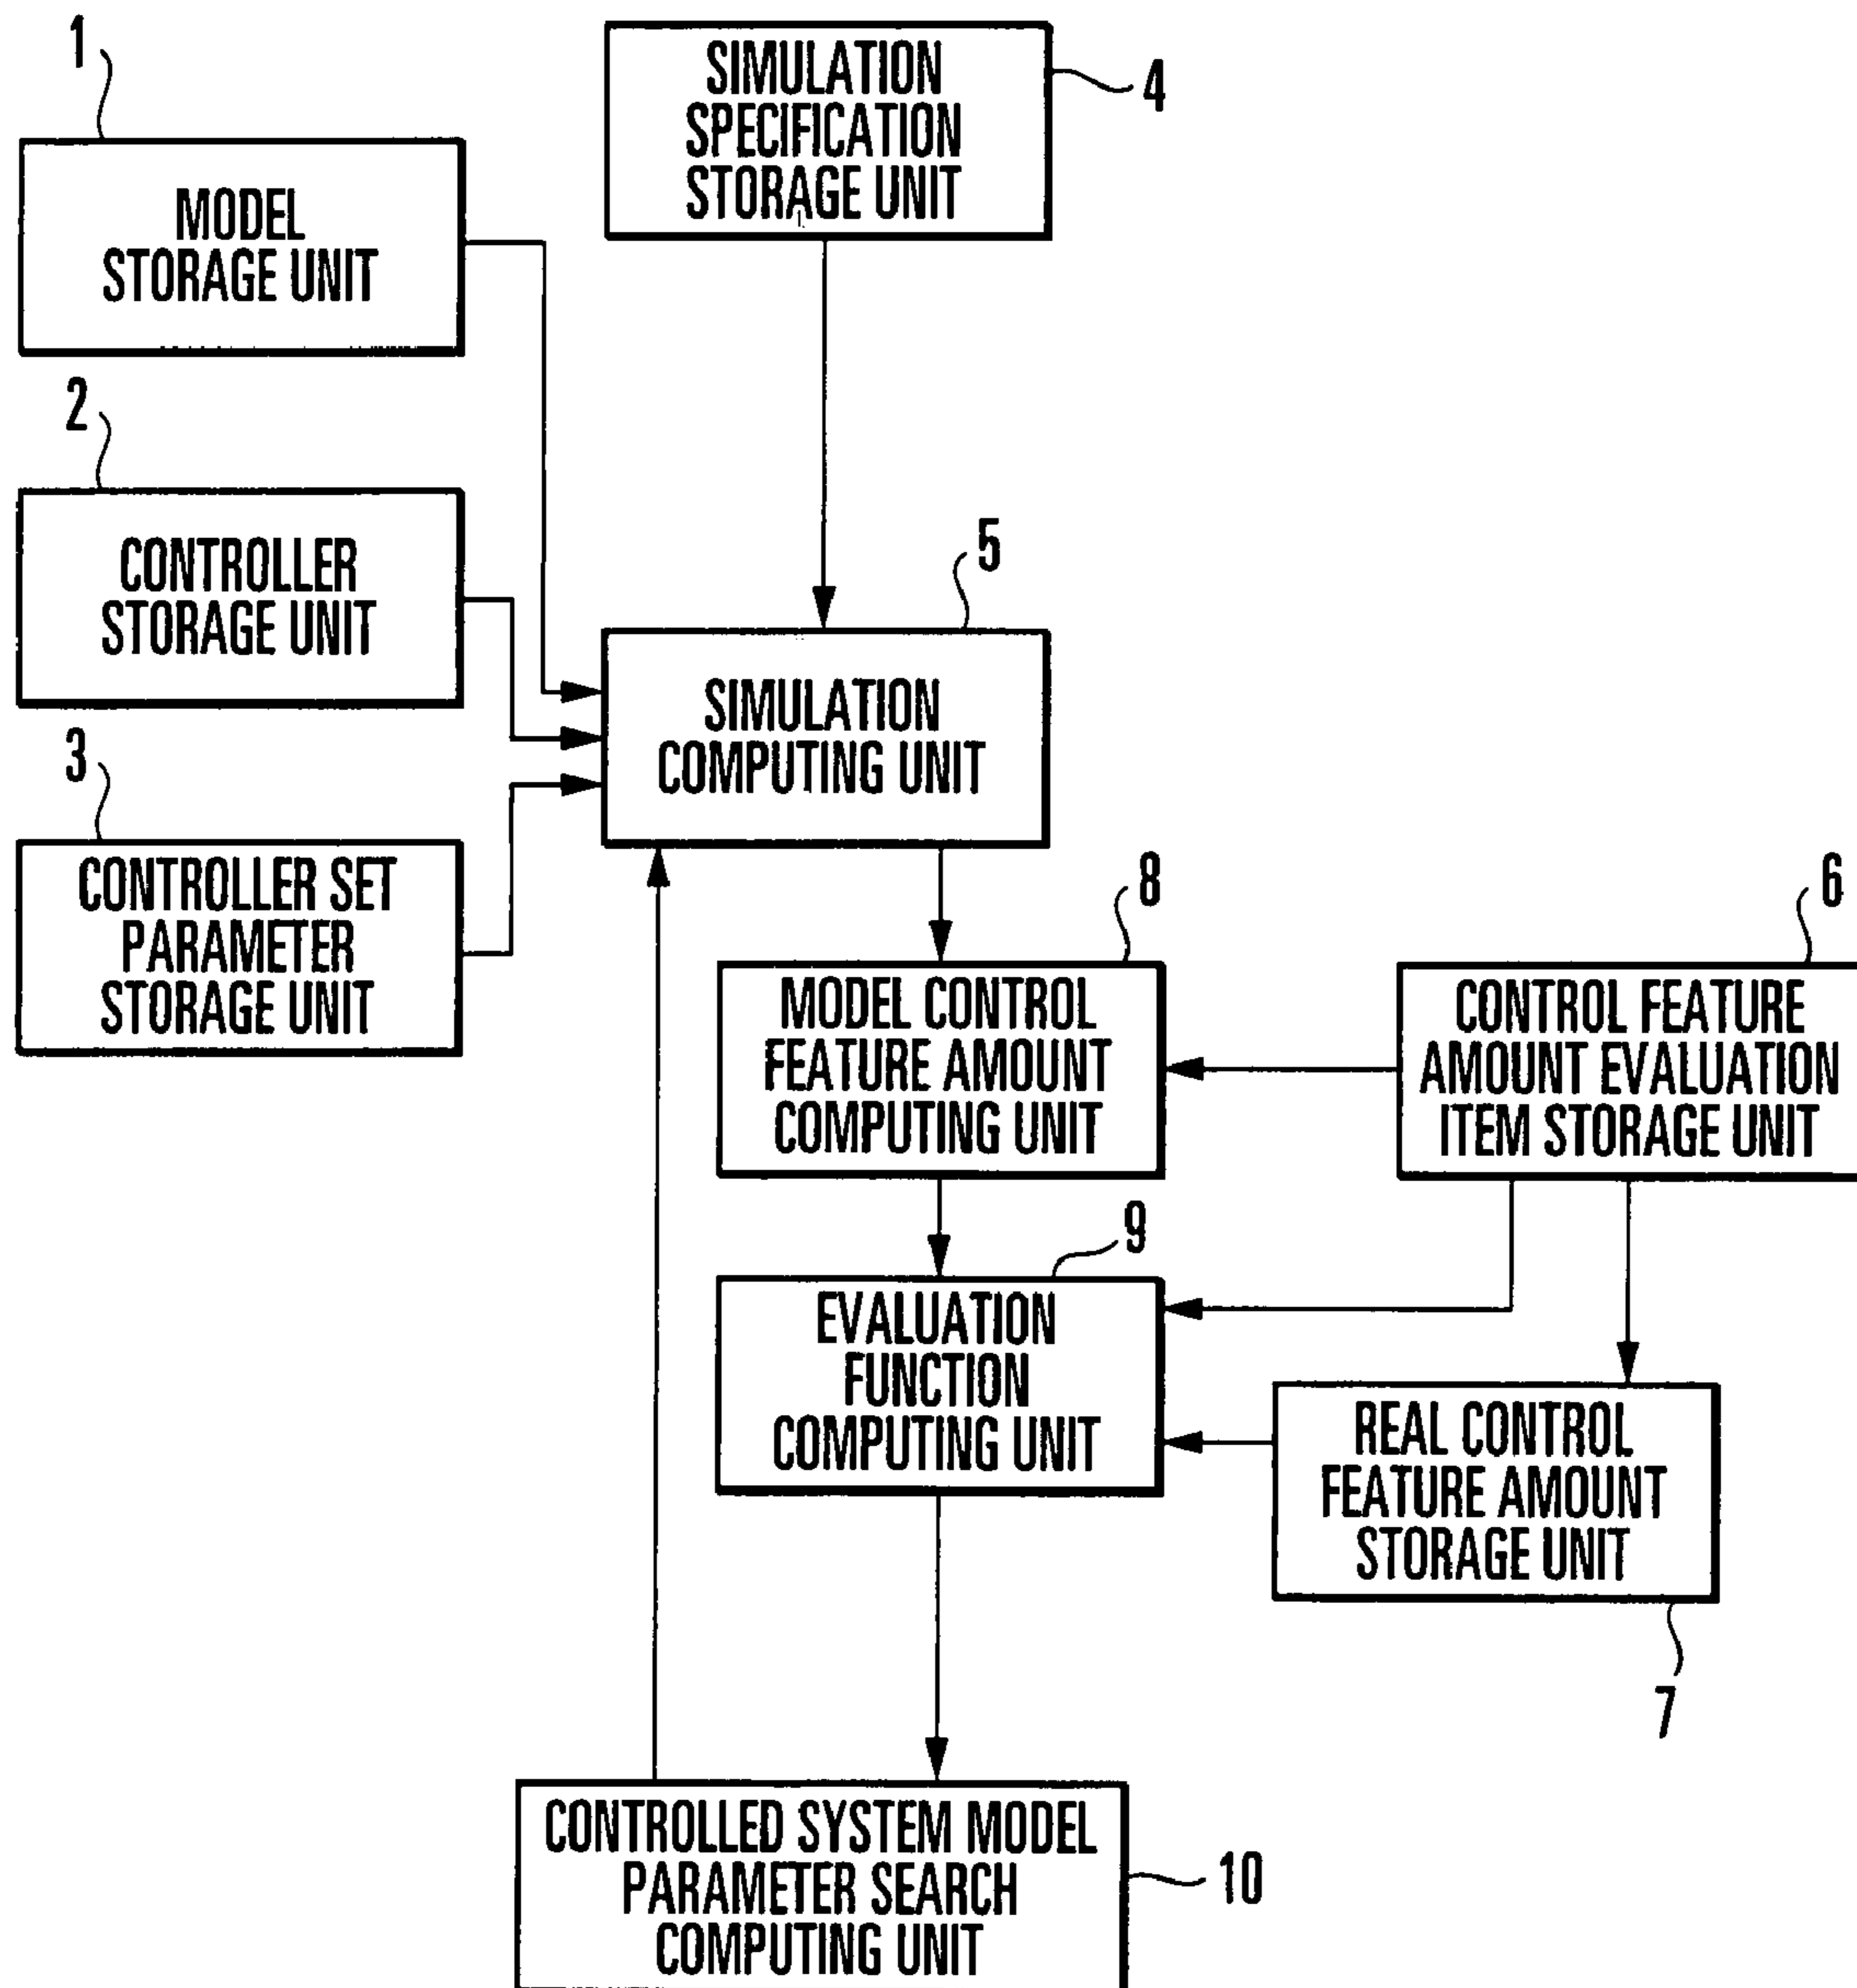 1
MODEL
STORAGE UNIT
SIMULATION
SPECIFICATION
STORAGE UNIT
4
2
CONTROLLER
STORAGE UNIT
5
SIMULATION
COMPUTING UNIT
3
CONTROLLER SET
PARAMETER
STORAGE UNIT
8
MODEL CONTROL
FEATURE AMOUNT
COMPUTING UNIT
6
CONTROL FEATURE
AMOUNT EVALUATION
ITEM STORAGE UNIT
9
EVALUATION
FUNCTION
COMPUTING UNIT
REAL CONTROL
FEATURE AMOUNT
STORAGE UNIT
7
CONTROLLED SYSTEM MODEL
PARAMETER SEARCH
COMPUTING UNIT
10